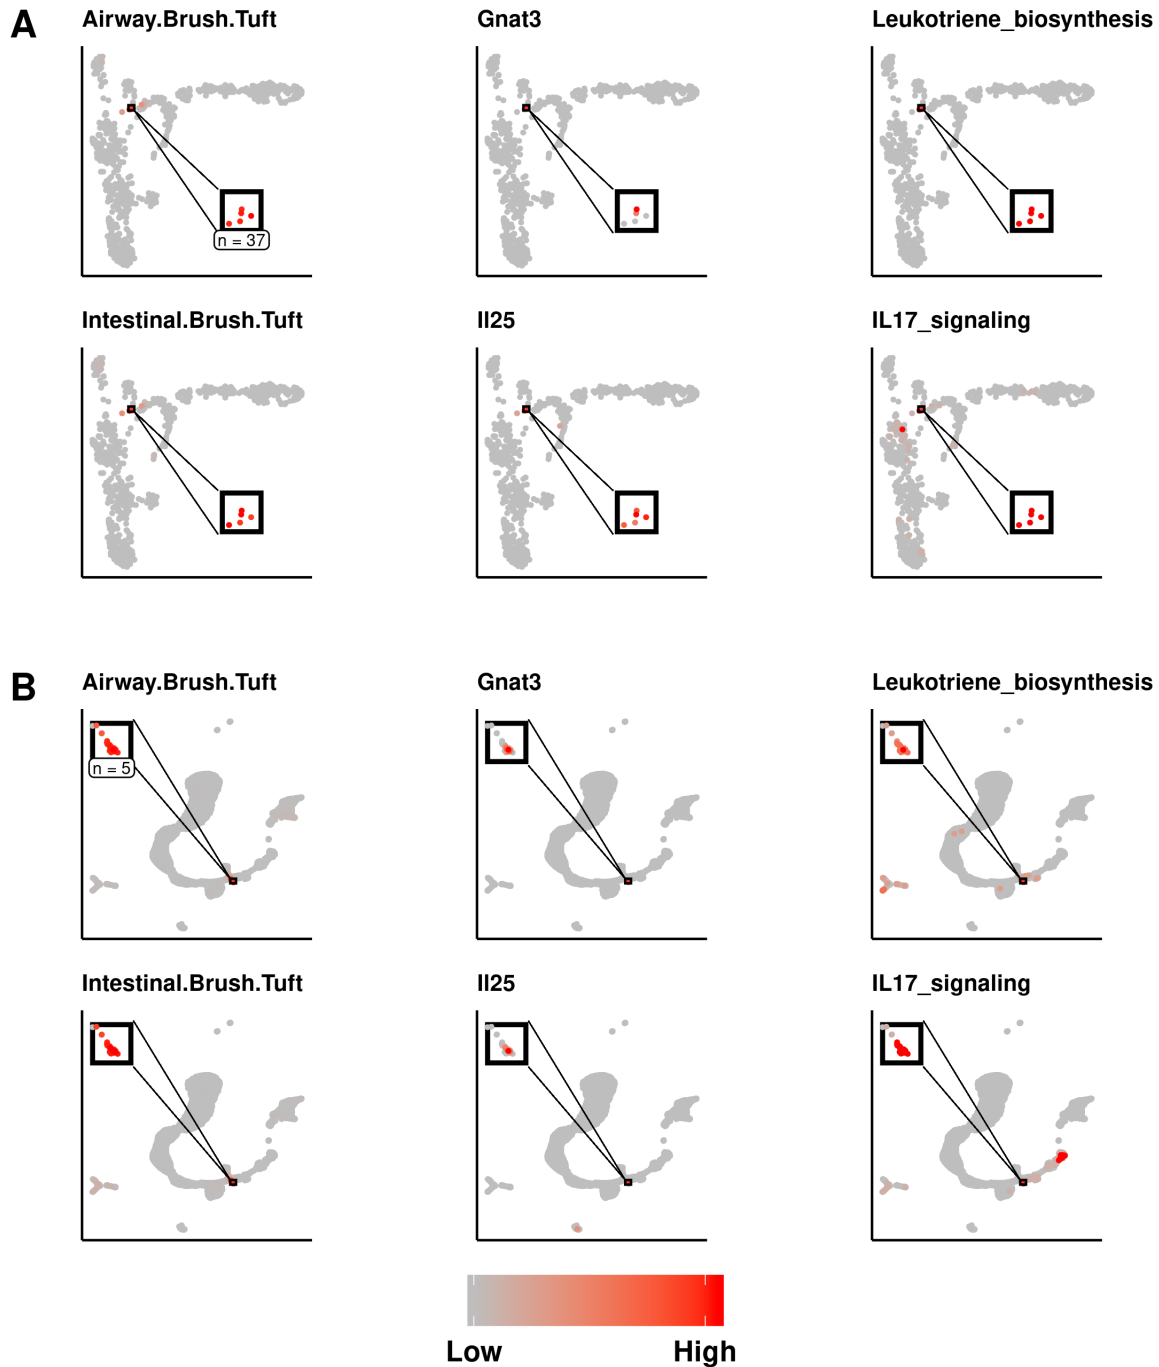 A
Airway.Brush.Tuft
Gnat3
Leukotriene_biosynthesis
n = 37
Intestinal.Brush.Tuft
Il25
IL17_signaling
B
Airway.Brush.Tuft
Gnat3
Leukotriene_biosynthesis
n = 5
Intestinal.Brush.Tuft
Il25
IL17_signaling
Low
High